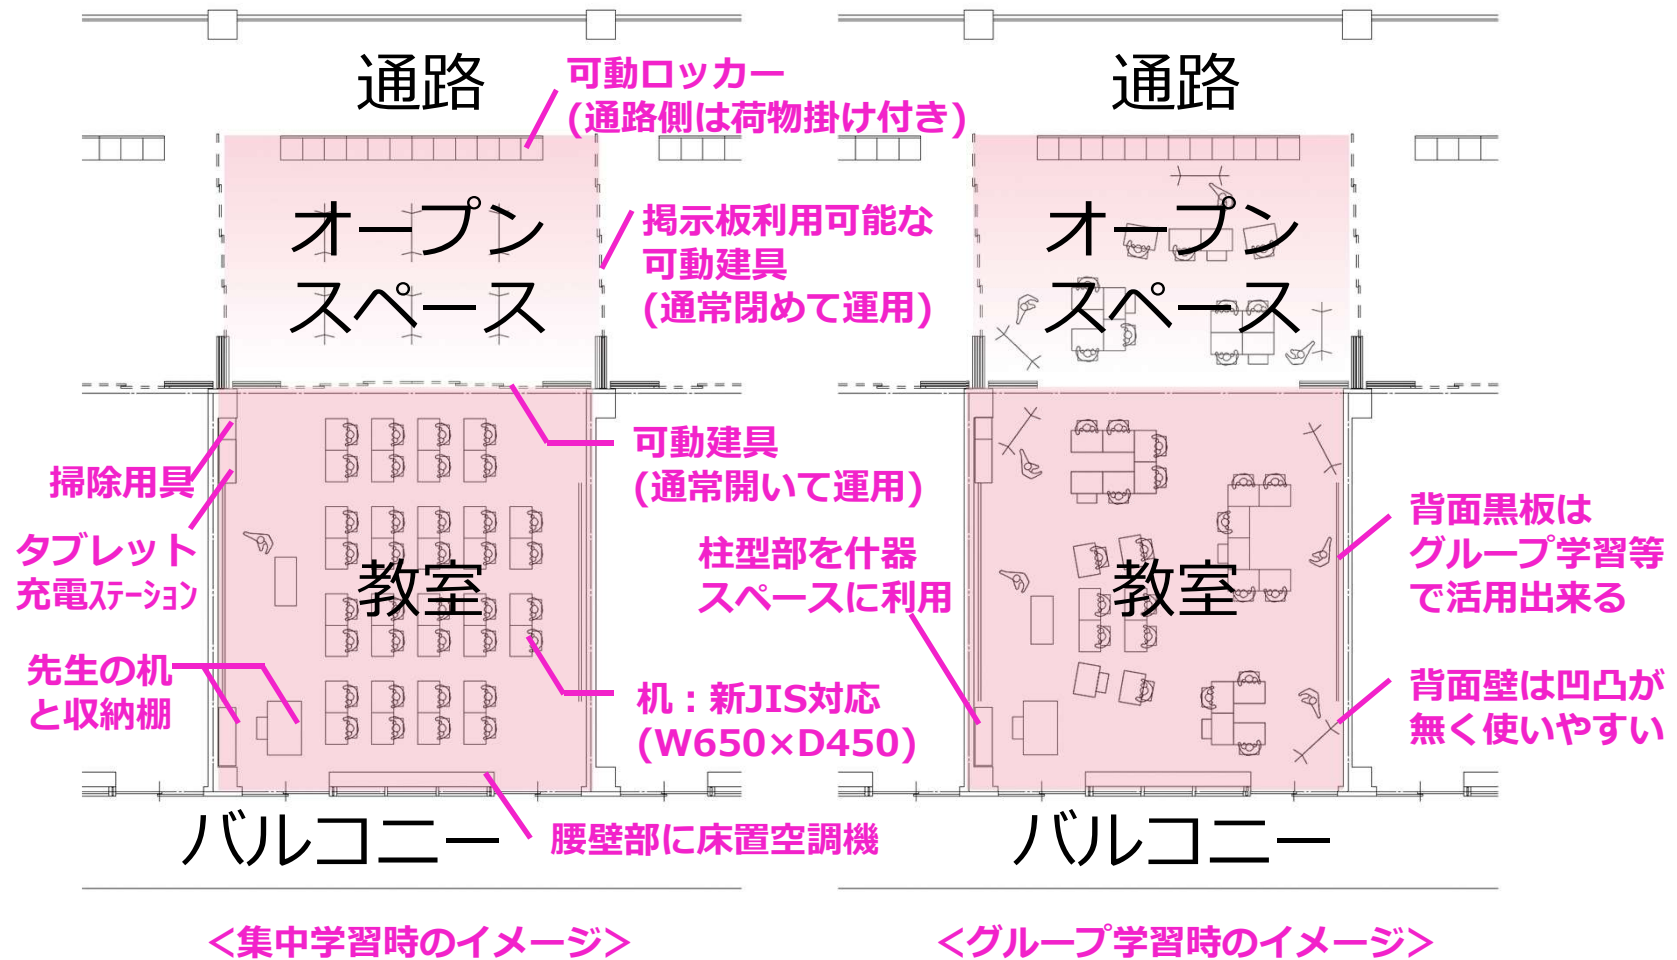 通路
可動ロッカー
(通路側は荷物掛け付き)
オープン
スペース
掲示板利用可能な
可動建具
(通常閉めて運用)
可動建具
(通常開いて運用)
掃除用具
タブレット
充電ｽﾃｰｼｮﾝ
教室
先生の机
と収納棚
机：新JIS対応
(W650×D450)
バルコニー
腰壁部に床置空調機
<集中学習時のイメージ>
通路
オープン
スペース
柱型部を什器
スペースに利用
教室
背面黒板は
グループ学習等
で活用出来る
背面壁は凹凸が
無く使いやすい
バルコニー
<グループ学習時のイメージ>